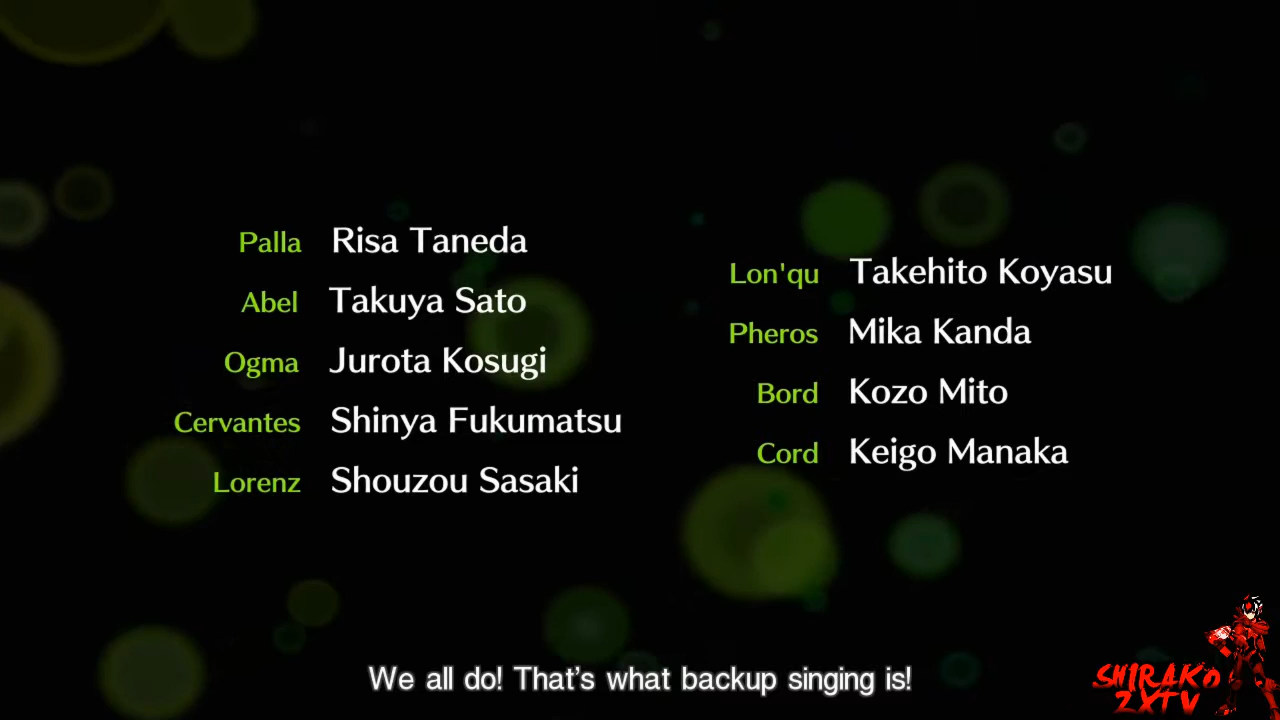 Palla Risa Taneda
Abel Takuya Sato
Ogma Jurota Kosugi
Cervantes Shinya Fukumatsu
Lorenz Shouzou Sasaki
Lon'qu Takehito Koyasu
Pheros Mika Kanda
Bord Kozo Mito
Cord Keigo Manaka
We all do! That's what backup singing is!
SHIRAKO
ZXTV